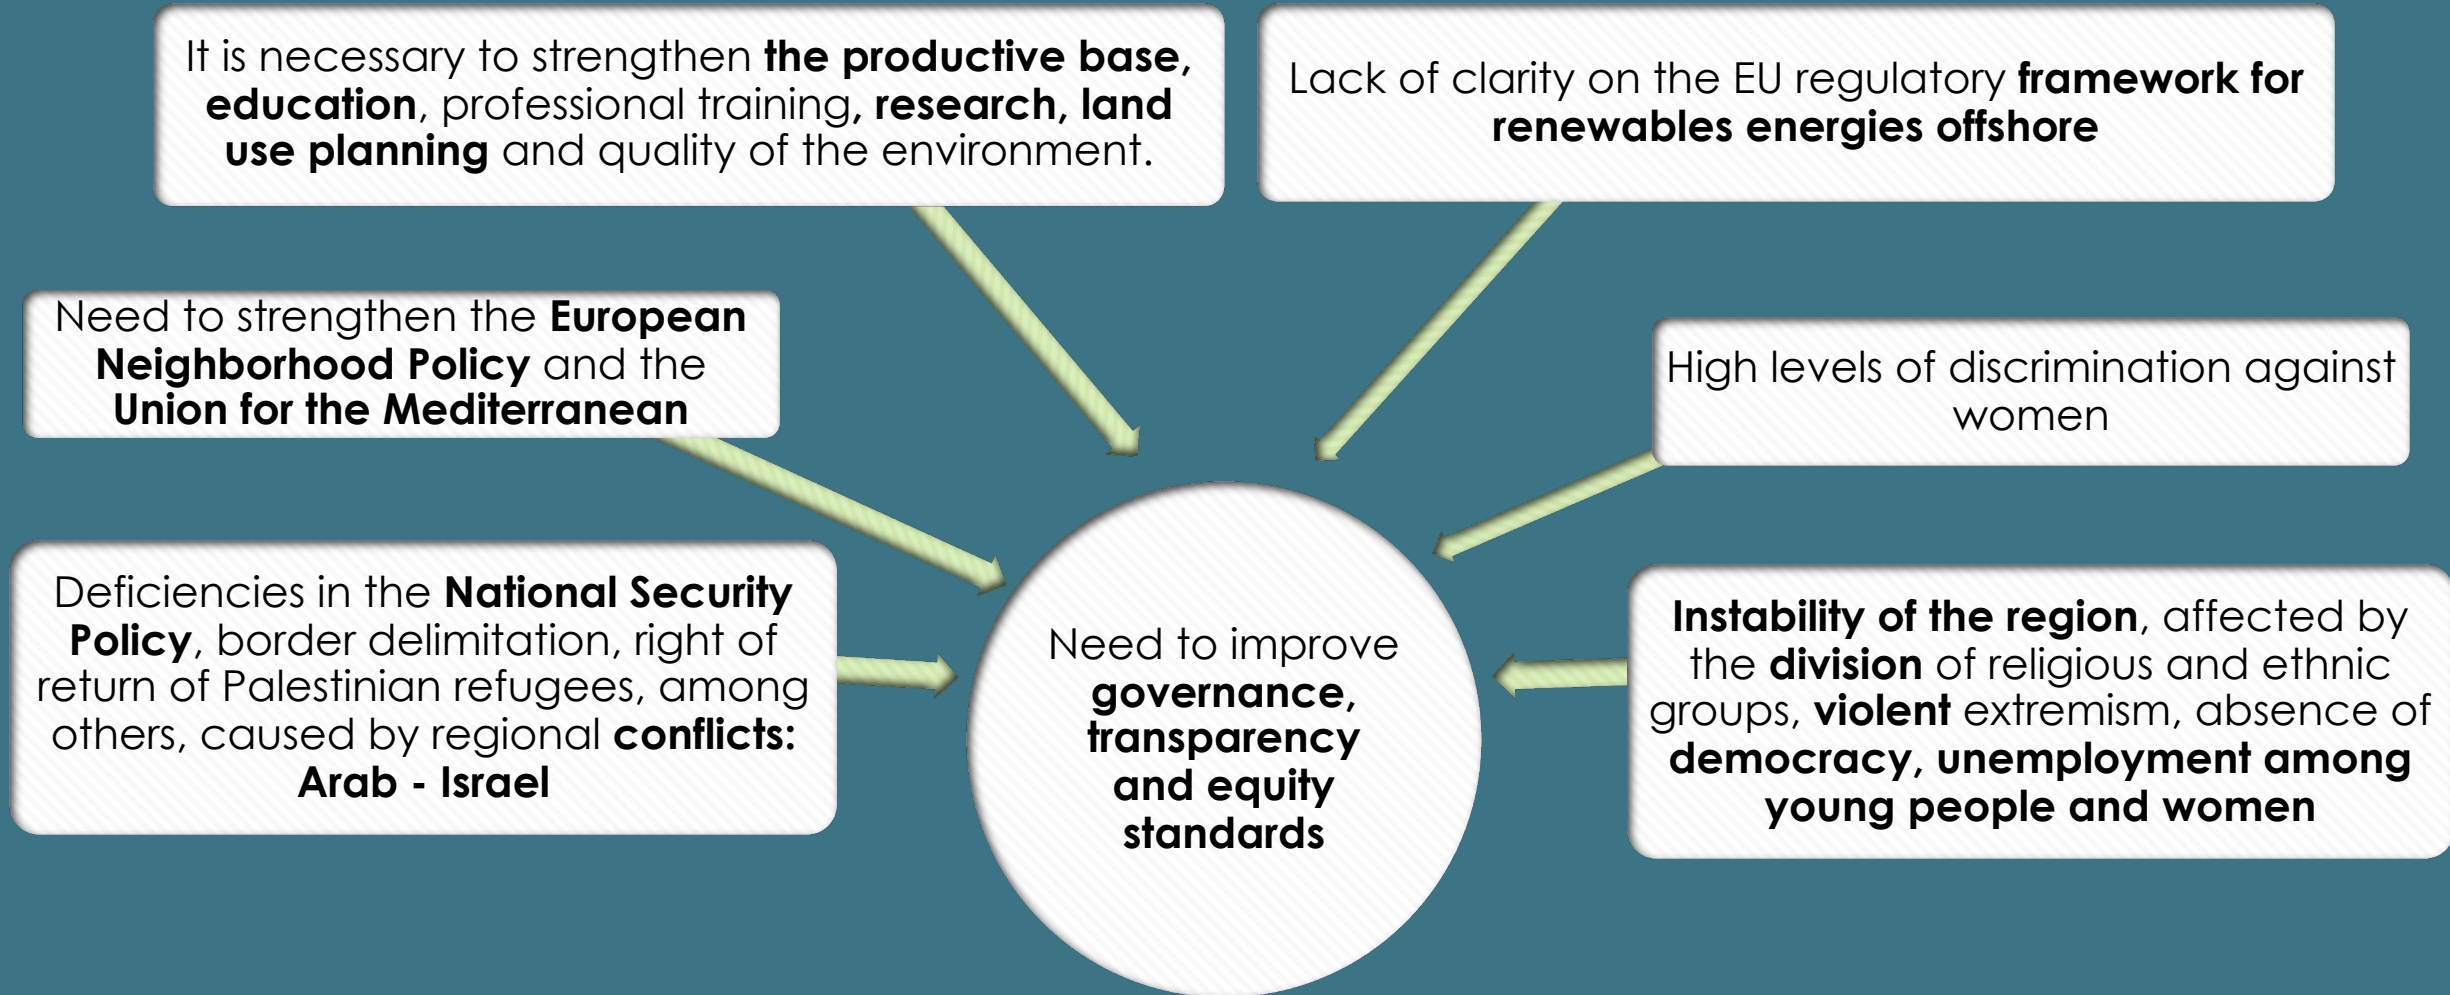 It is necessary to strengthen the productive base,
education, professional training, research, land
use planning and quality of the environment.
Lack of clarity on the EU regulatory framework for
renewables energies offshore
Need to strengthen the European
Neighborhood Policy and the
Union for the Mediterranean
High levels of discrimination against
women
Deficiencies in the National Security
Policy, border delimitation, right of
return of Palestinian refugees, among
others, caused by regional conflicts:
Arab - Israel
Need to improve
governance,
transparency
and equity
standards
Instability of the region, affected by
the division of religious and ethnic
groups, violent extremism, absence of
democracy, unemployment among
young people and women